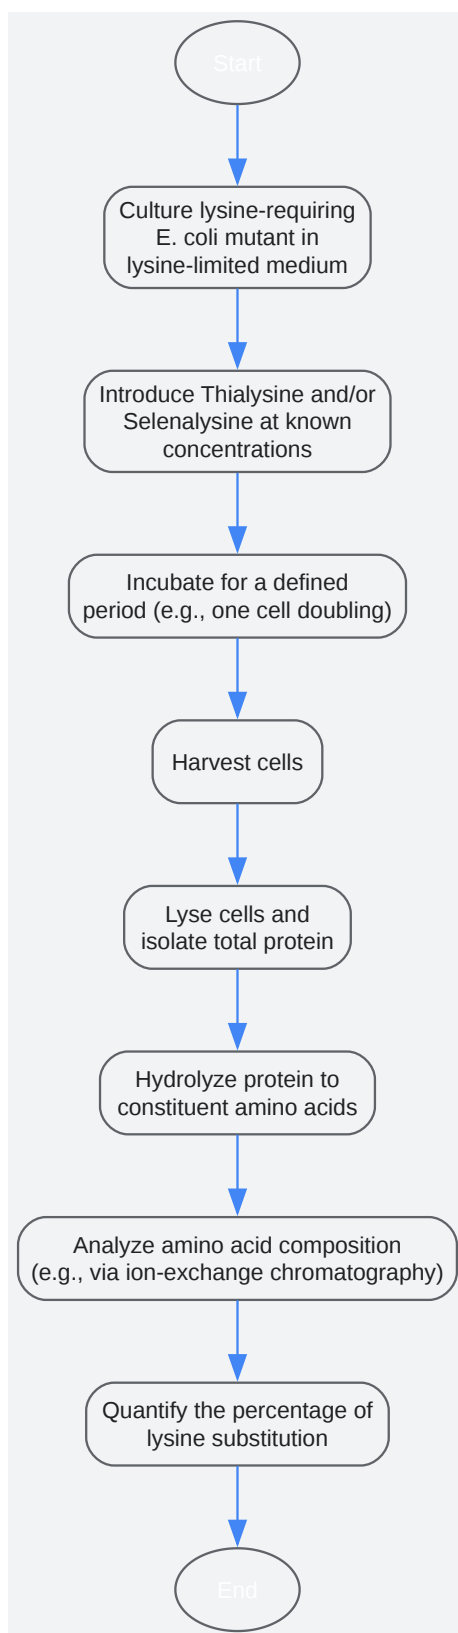 Start
Culture lysine-requiring
E. coli mutant in
lysine-limited medium
Introduce Thialysine and/or
Selenalysine at known
concentrations
Incubate for a defined
period (e.g., one cell doubling)
Harvest cells
Lyse cells and
isolate total protein
Hydrolyze protein to
constituent amino acids
Analyze amino acid composition
(e.g., via ion-exchange chromatography)
Quantify the percentage of
lysine substitution
End